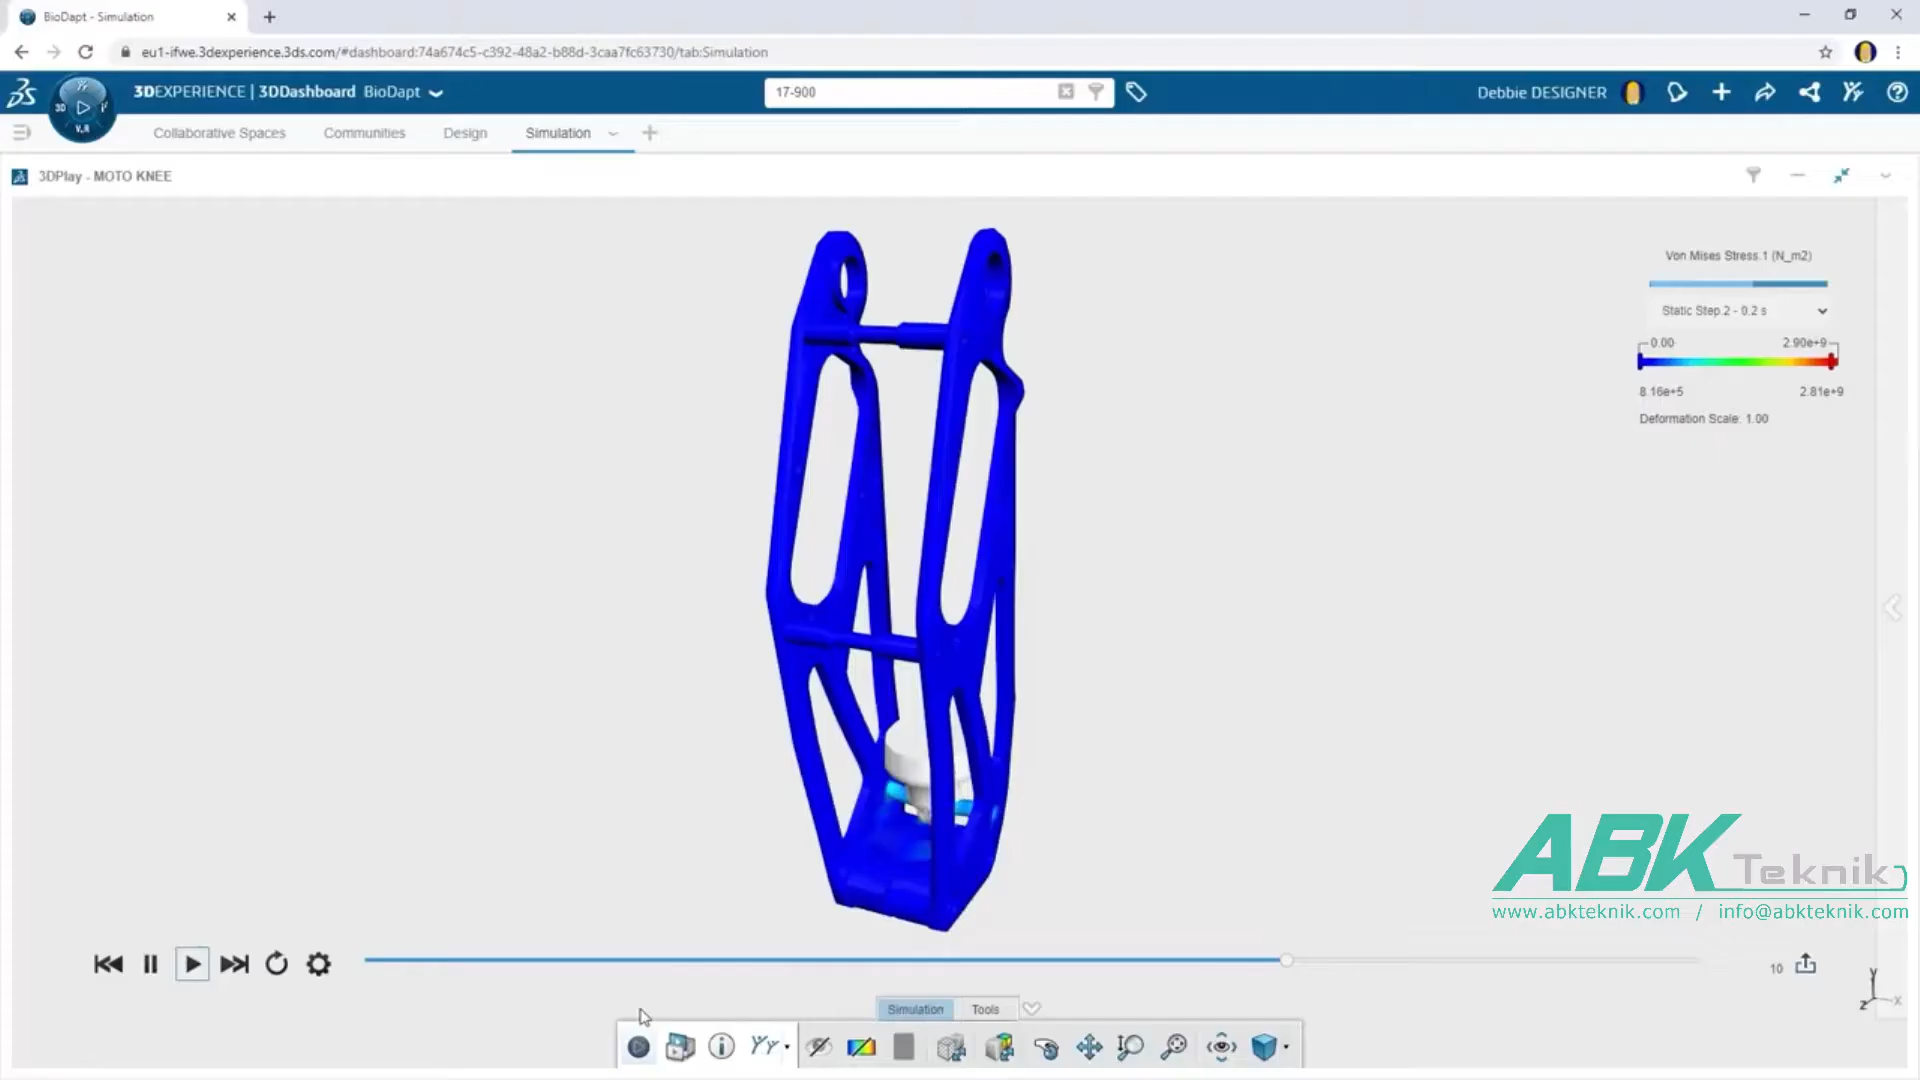 BioDapt - Simulation
eu1-ifwe.3dexperience.3ds.com/#dashboard:74a674c5-c392-48a2-b88d-3caa7fc63730/tab:Simulation
3DEXPERIENCE | 3DDashboard BioDapt
17-900
Debbie DESIGNER
3D
V.R
Collaborative Spaces
Communities
Design
Simulation
3DPlay - MOTO KNEE
Von Mises Stress.1 (N_m2)
Static Step.2 - 0.2 s
0.00 2.90e+9
8.16e+5 2.81e+9
Deformation Scale: 1.00
ABK Teknik
www.abkteknik.com / info@abkteknik.com
10
y
z x
Simulation Tools